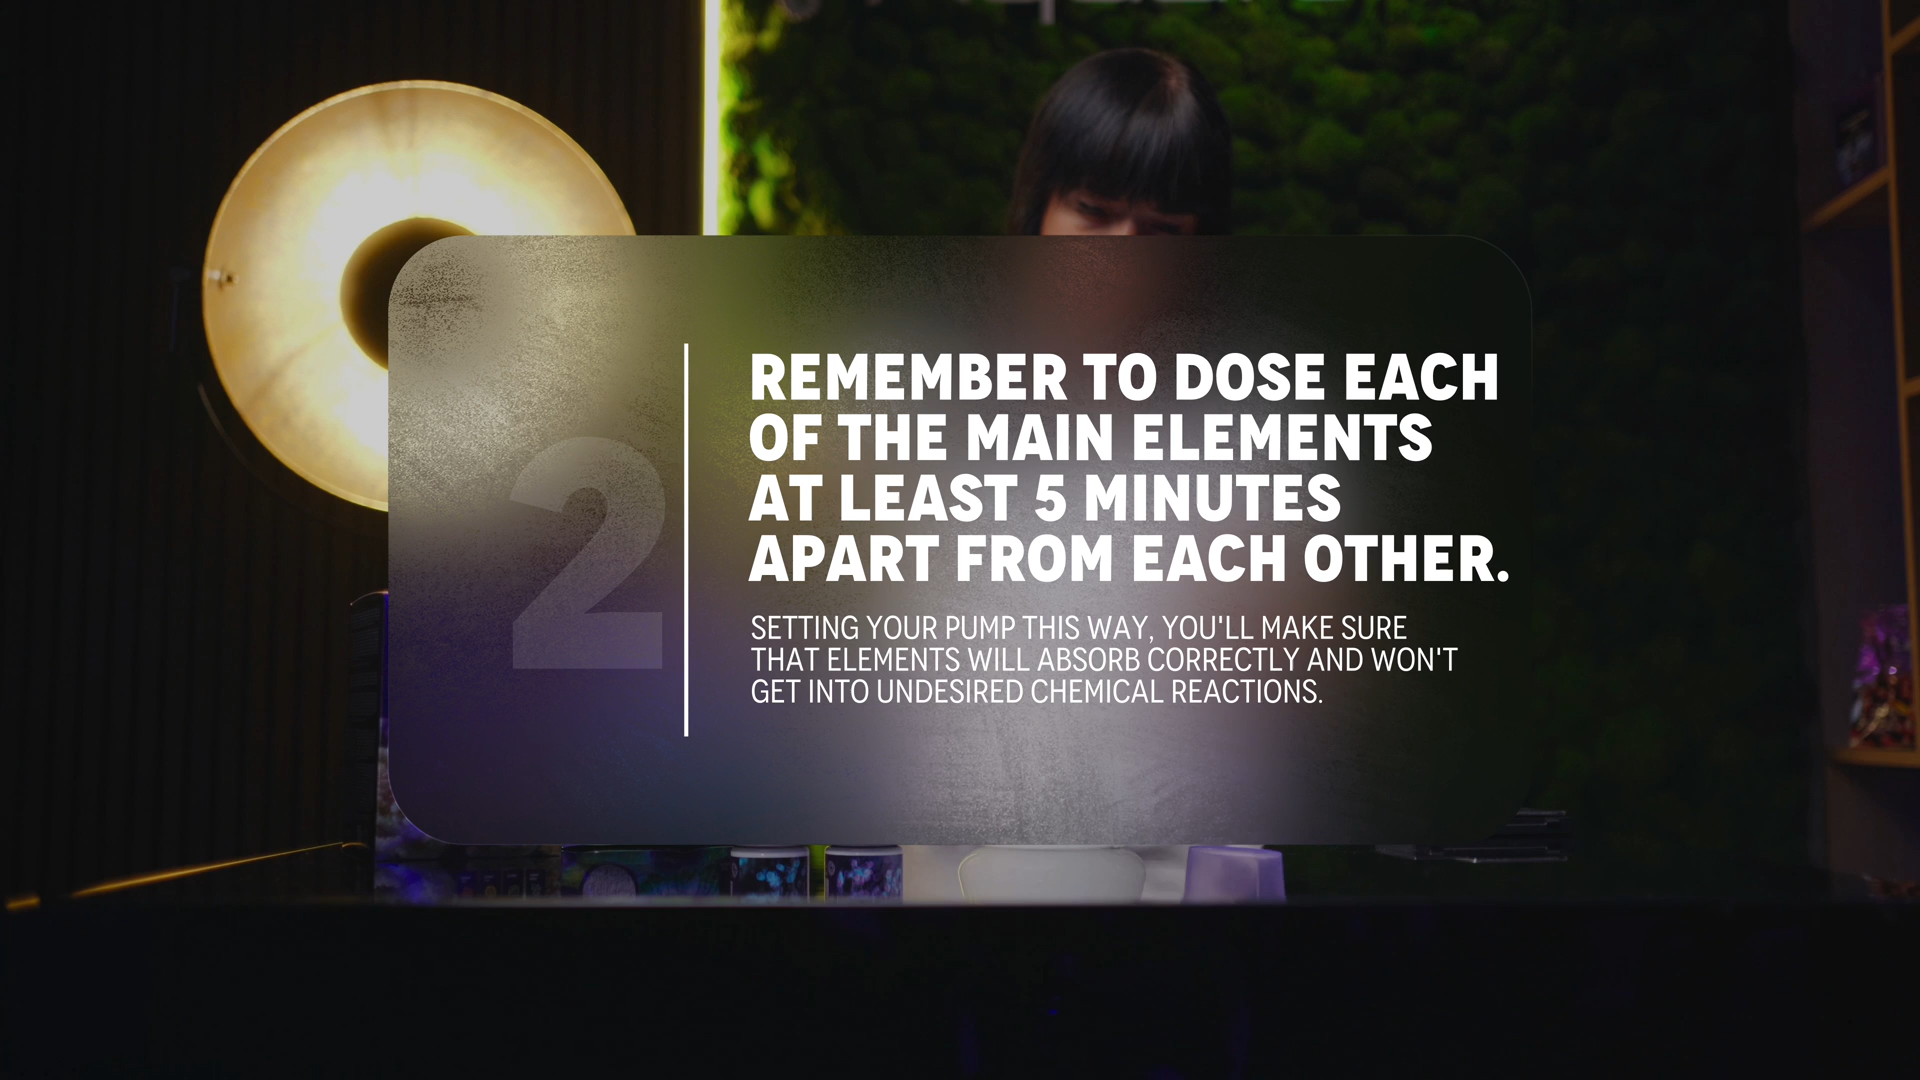 2
REMEMBER TO DOSE EACH
OF THE MAIN ELEMENTS
AT LEAST 5 MINUTES
APART FROM EACH OTHER.
SETTING YOUR PUMP THIS WAY, YOU'LL MAKE SURE
THAT ELEMENTS WILL ABSORB CORRECTLY AND WON'T
GET INTO UNDESIRED CHEMICAL REACTIONS.